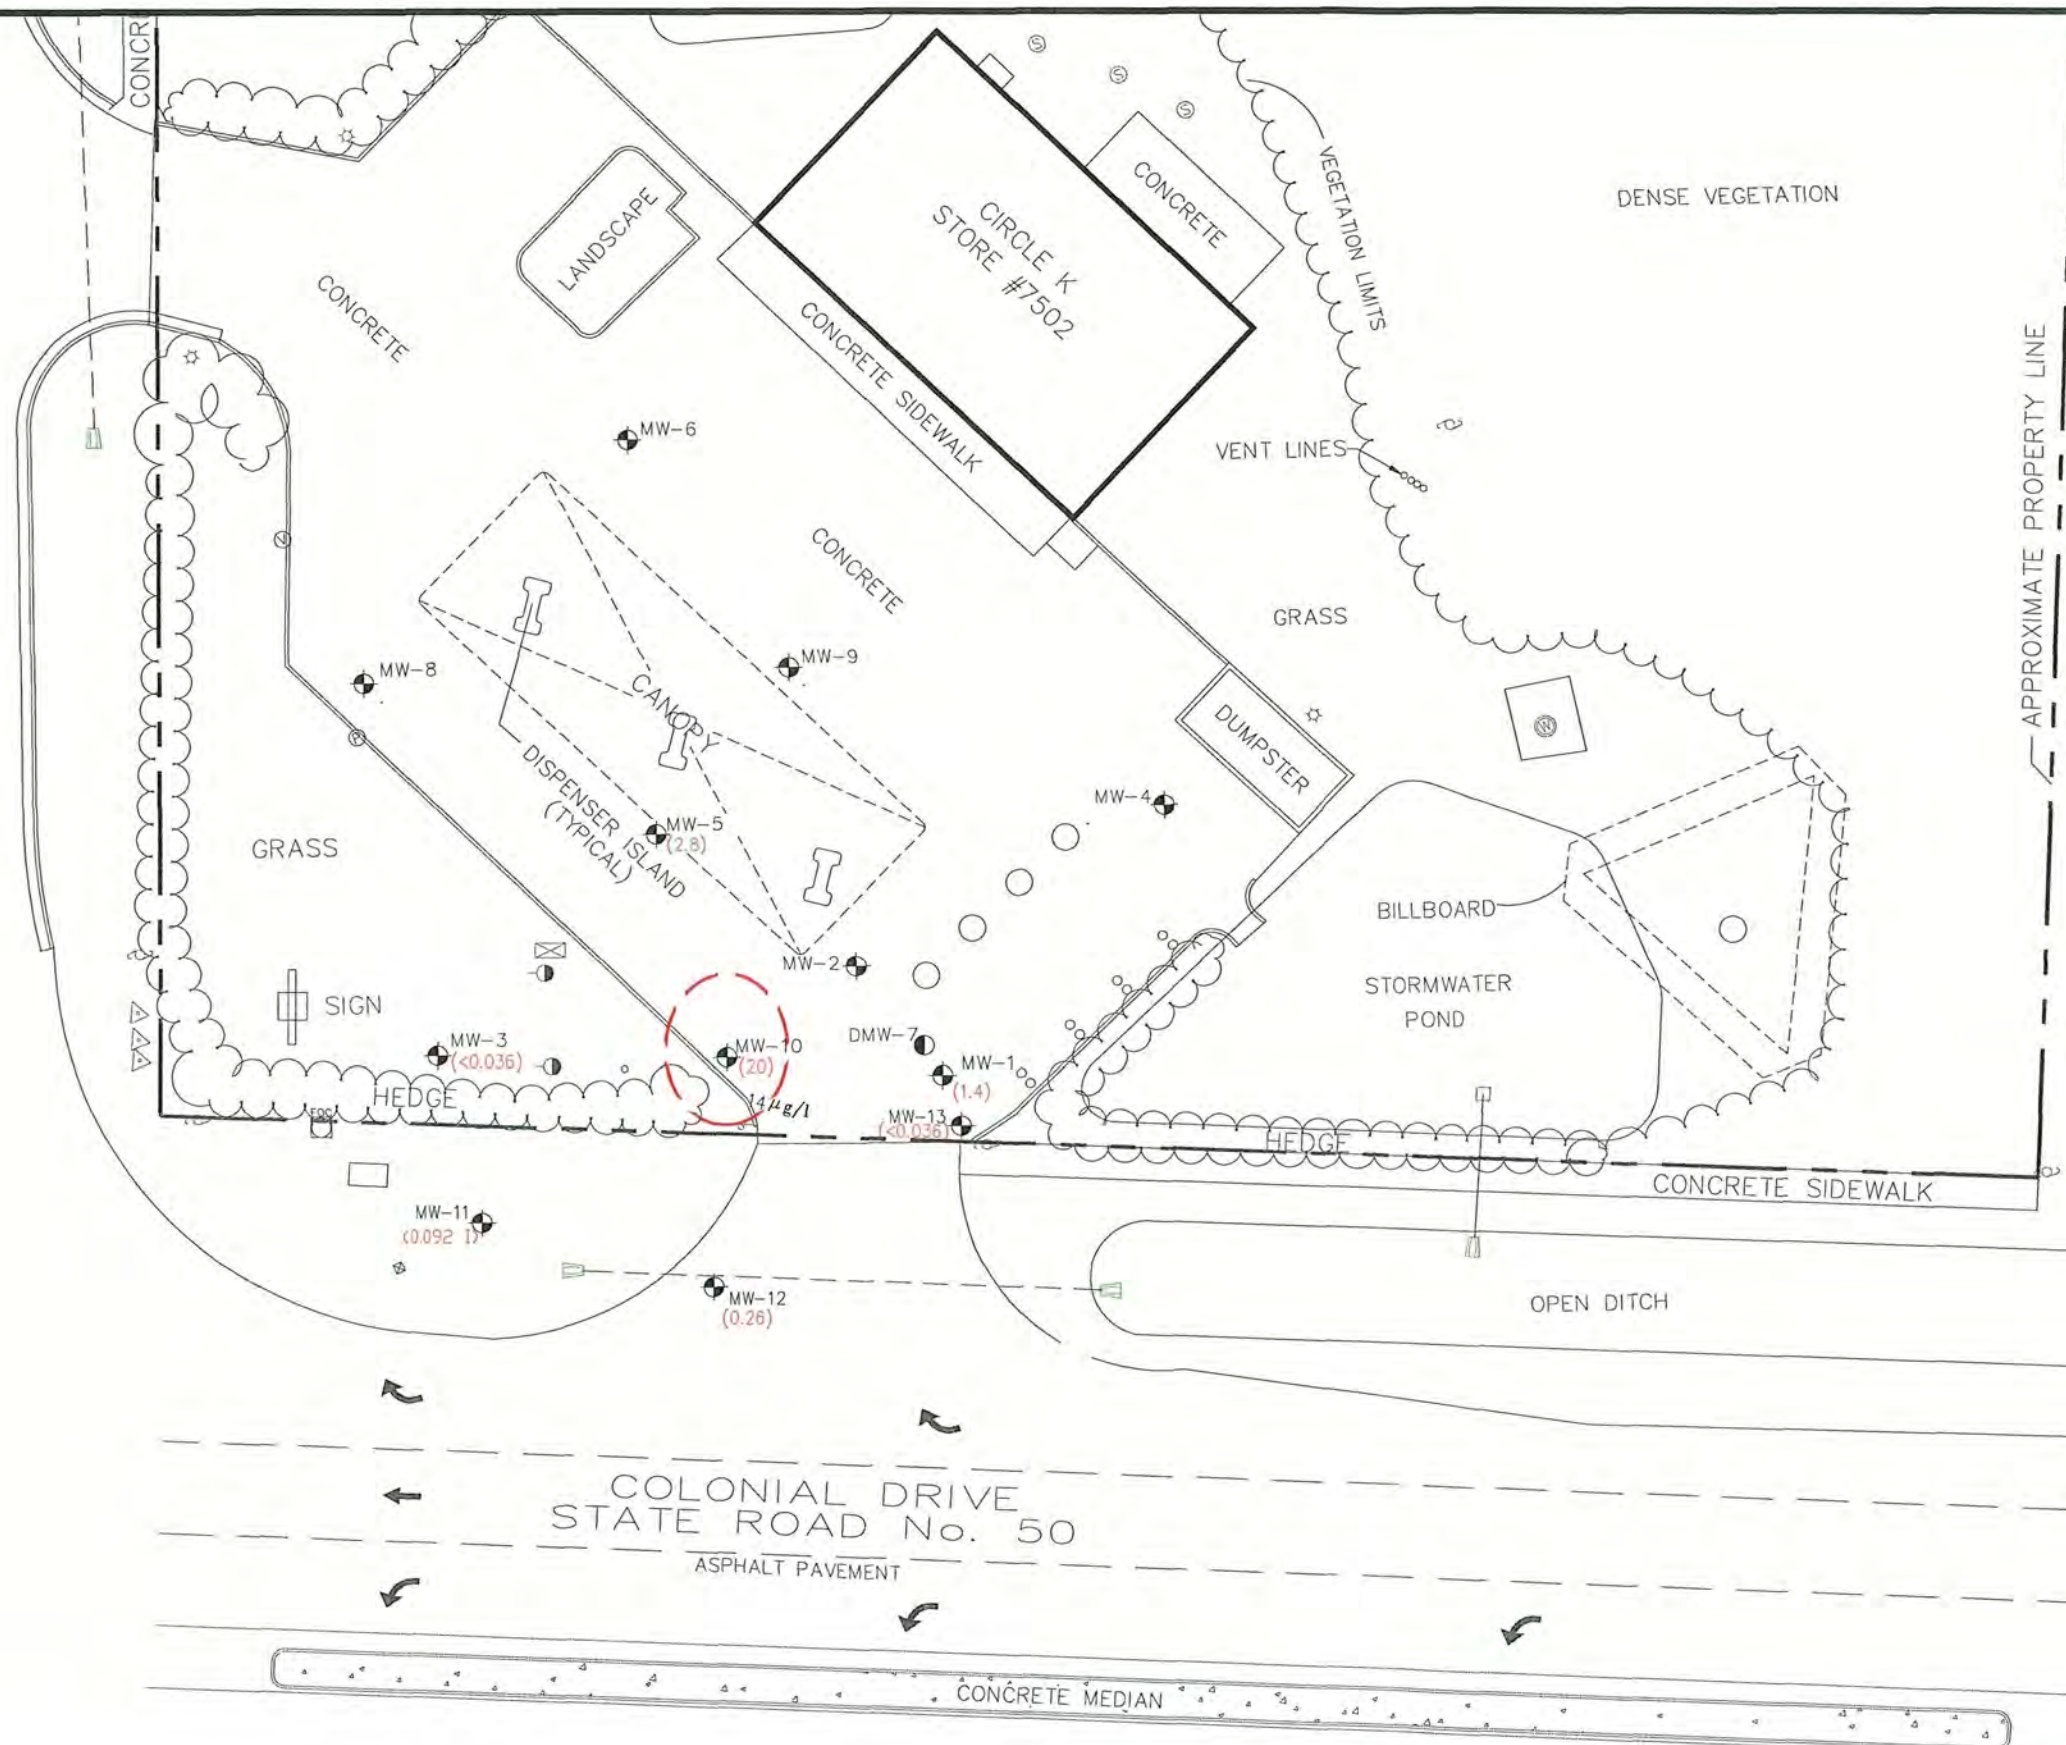 CONCR
Ⓢ
Ⓢ
Ⓢ
LANDSCAPE
CIRCLE K
STORE #7502
CONCRETE
VEGETATION LIMITS
DENSE VEGETATION
CONCRETE
CONCRETE SIDEWALK
APPROXIMATE PROPERTY LINE
MW-6
VENT LINES
CONCRETE
GRASS
MW-9
MW-8
CANOPY
DUMPSTER
W
DISPENSER ISLAND
(TYPICAL)
MW-4
MW-5
(2.8)
GRASS
BILLBOARD
MW-2
STORMWATER
POND
SIGN
MW-3
(<0.036)
MW-10
(20)
DMW-7
MW-1
(1.4)
HEDGE
14µg/l
MW-13
(<0.036)
FOC
HEDGE
CONCRETE SIDEWALK
MW-11
(0.092 I)
MW-12
(0.26)
OPEN DITCH
COLONIAL DRIVE
STATE ROAD No. 50
ASPHALT PAVEMENT
CONCRETE MEDIAN